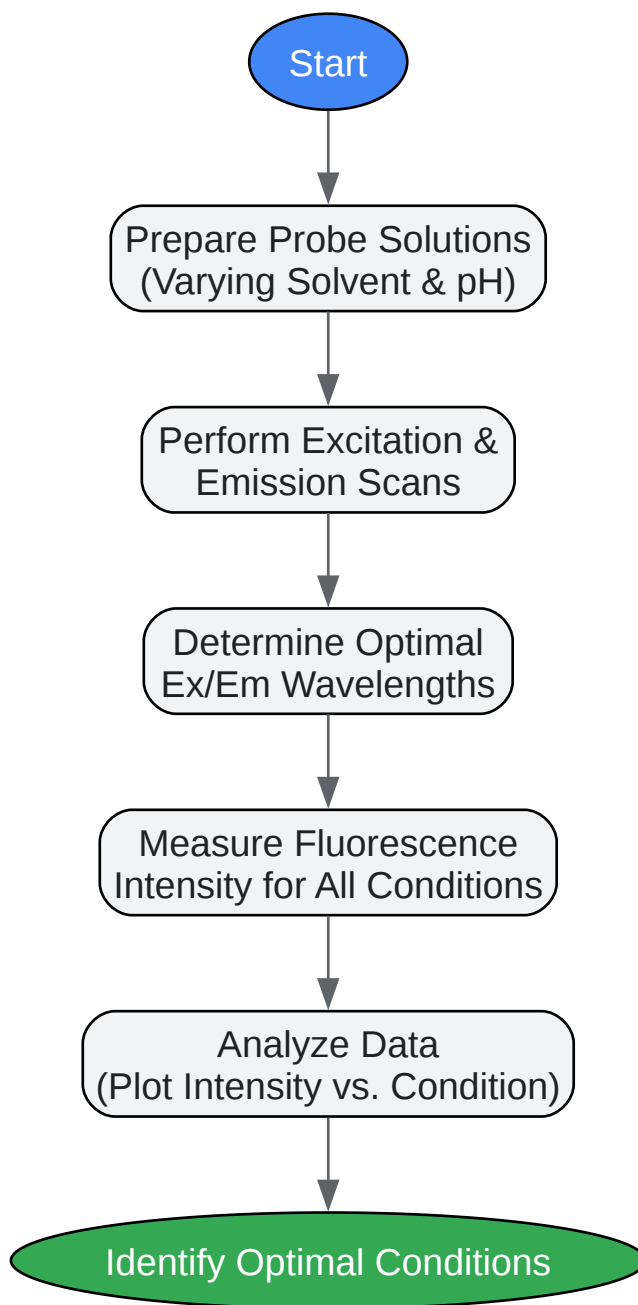 Start
Prepare Probe Solutions
(Varying Solvent & pH)
Perform Excitation &
Emission Scans
Determine Optimal
Ex/Em Wavelengths
Measure Fluorescence
Intensity for All Conditions
Analyze Data
(Plot Intensity vs. Condition)
Identify Optimal Conditions